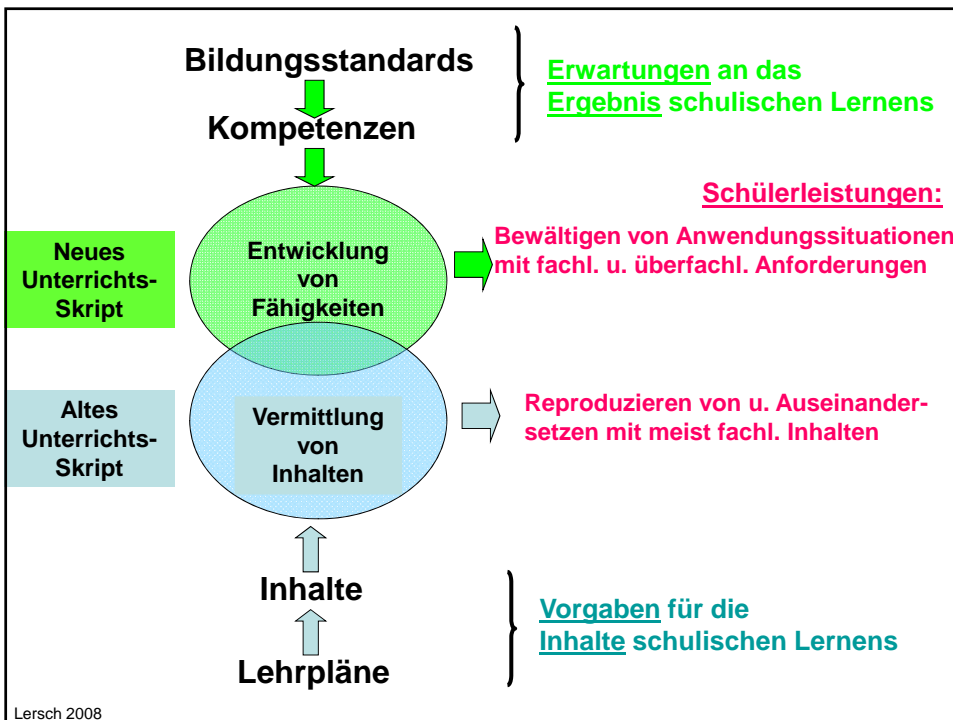 Bildungsstandards
Erwartungen an das
Ergebnis schulischen Lernens
Kompetenzen
Schülerleistungen:
Neues
Unterrichts-
Skript
Entwicklung
von
Fähigkeiten
Bewältigen von Anwendungssituationen
mit fachl. u. überfachl. Anforderungen
Altes
Unterrichts-
Skript
Vermittlung
von
Inhalten
Reproduzieren von u. Auseinander-
setzen mit meist fachl. Inhalten
Inhalte
Vorgaben für die
Inhalte schulischen Lernens
Lehrpläne
Lersch 2008